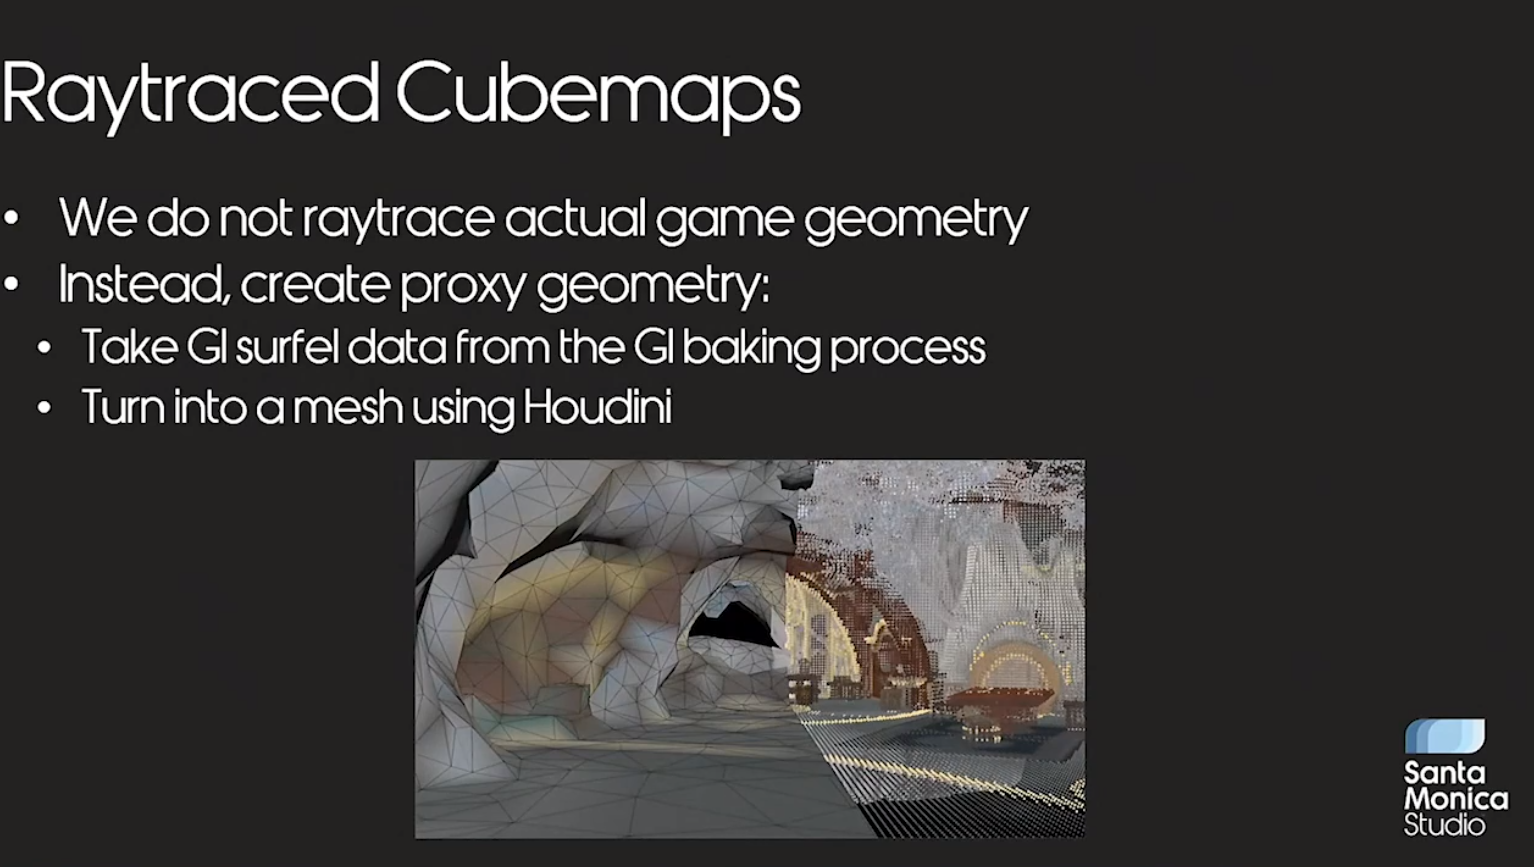 Raytraced Cubemaps
• We do not raytrace actual game geometry
• Instead, create proxy geometry:
• Take GI surfel data from the GI baking process
• Turn into a mesh using Houdini
Santa
Monica
Studio